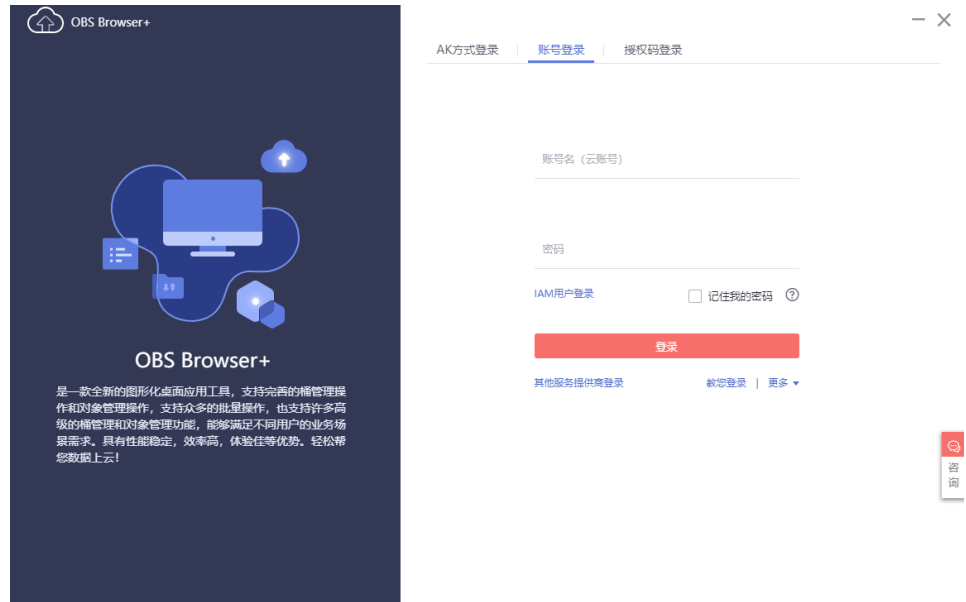 OBS Browser+
AK方式登录
账号登录
授权码登录
账号名（云账号）
密码
IAM用户登录
记住我的密码
登录
其他服务提供商登录
教您登录 | 更多
咨询
OBS Browser+
是一款全新的图形化桌面应用工具，支持完善的桶管理操
作和对象管理操作，支持众多的批量操作，也支持许多高
级的桶管理和对象管理功能，能够满足不同用户的业务场
景需求。具有性能稳定，效率高，体验佳等优势。轻松帮
您数据上云！